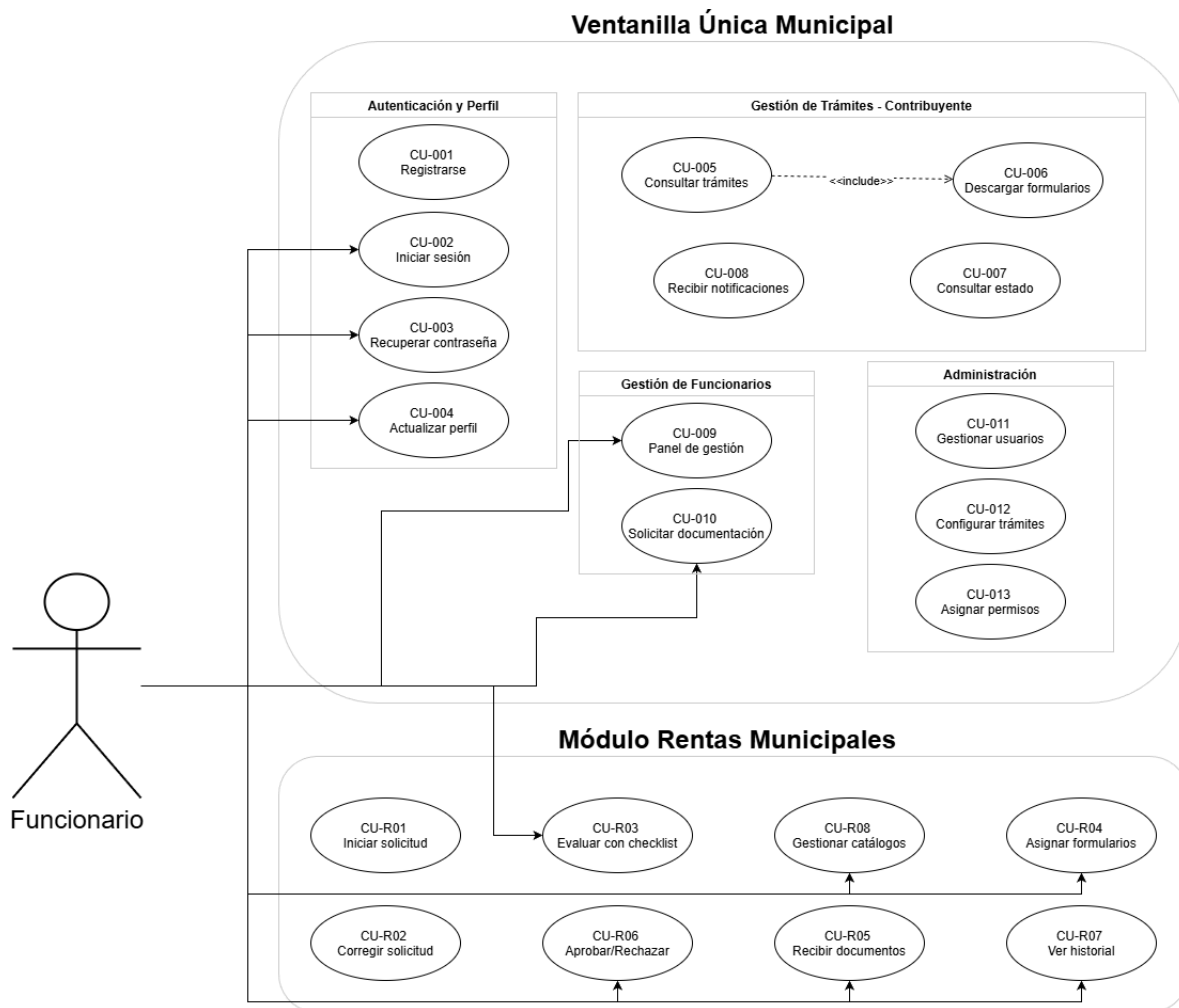 Ventanilla Única Municipal
Autenticación y Perfil
CU-001
Registrarse
CU-002
Iniciar sesión
CU-003
Recuperar contraseña
CU-004
Actualizar perfil
Gestión de Trámites - Contribuyente
CU-005
Consultar trámites
<<include>>
CU-006
Descargar formularios
CU-008
Recibir notificaciones
CU-007
Consultar estado
Gestión de Funcionarios
CU-009
Panel de gestión
CU-010
Solicitar documentación
Administración
CU-011
Gestionar usuarios
CU-012
Configurar trámites
CU-013
Asignar permisos
Funcionario
Módulo Rentas Municipales
CU-R01
Iniciar solicitud
CU-R03
Evaluar con checklist
CU-R08
Gestionar catálogos
CU-R04
Asignar formularios
CU-R02
Corregir solicitud
CU-R06
Aprobar/Rechazar
CU-R05
Recibir documentos
CU-R07
Ver historial